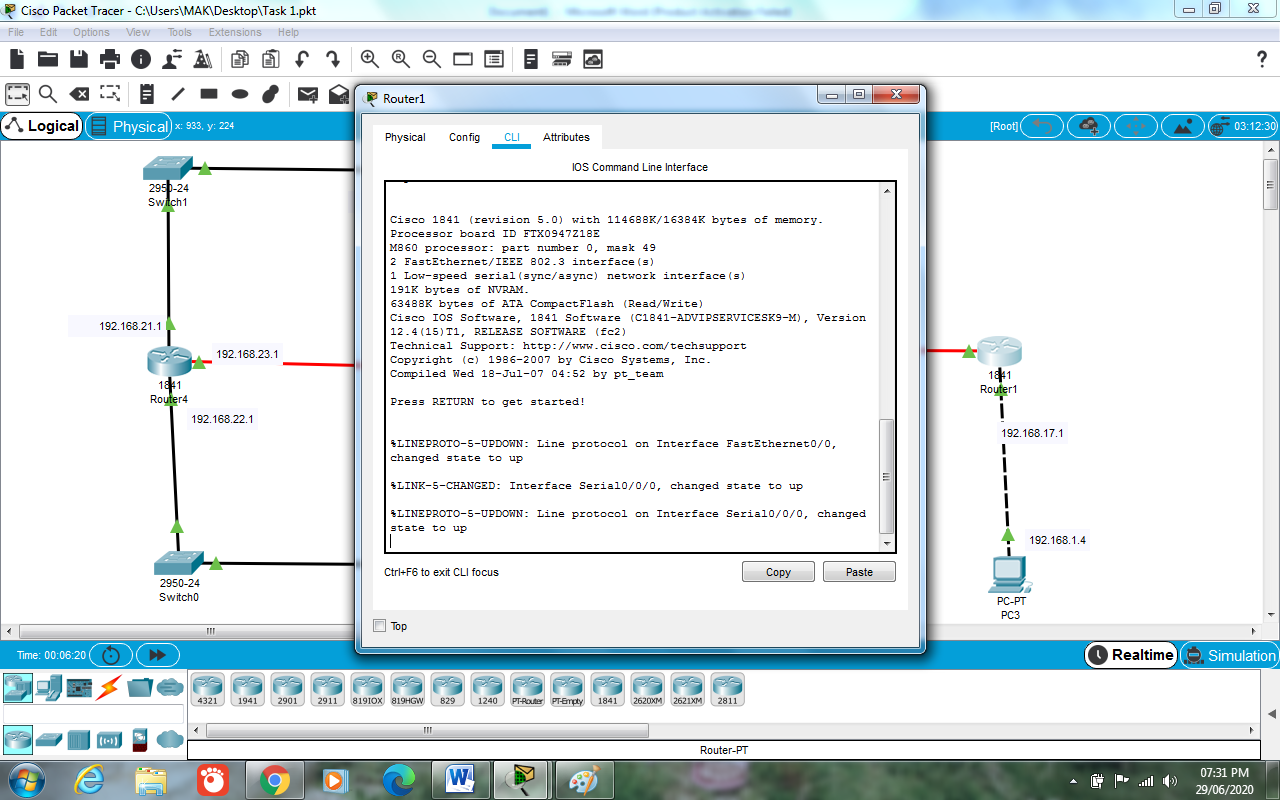 Cisco Packet Tracer - C:\Users\MAK\Desktop\Task 1.pkt
File Edit Options View Tools Extensions Help
Logical
Physical
x: 933, y: 224
[Root]
03:12:30
2950-24
Switch1
192.168.21.1
192.168.23.1
1841
Router4
192.168.22.1
2950-24
Switch0
Router1
Physical Config CLI Attributes
IOS Command Line Interface
Cisco 1841 (revision 5.0) with 114688K/16384K bytes of memory.
Processor board ID FTX0947Z18E
M860 processor: part number 0, mask 49
2 FastEthernet/IEEE 802.3 interface(s)
1 Low-speed serial(sync/async) network interface(s)
191K bytes of NVRAM.
63488K bytes of ATA CompactFlash (Read/Write)
Cisco IOS Software, 1841 Software (C1841-ADVIPSERVICESK9-M), Version
12.4(15)T1, RELEASE SOFTWARE (fc2)
Technical Support: http://www.cisco.com/techsupport
Copyright (c) 1986-2007 by Cisco Systems, Inc.
Compiled Wed 18-Jul-07 04:52 by pt_team
Press RETURN to get started!
%LINEPROTO-5-UPDOWN: Line protocol on Interface FastEthernet0/0,
changed state to up
%LINK-5-CHANGED: Interface Serial0/0/0, changed state to up
%LINEPROTO-5-UPDOWN: Line protocol on Interface Serial0/0/0, changed
state to up
Ctrl+F6 to exit CLI focus
Copy
Paste
Top
1841
Router1
192.168.17.1
192.168.1.4
PC-PT
PC3
Time: 00:06:20
Realtime
Simulation
4321 1941 2901 2911 819IOX 819HGW 829 1240 PT-Router PT-Empty 1841 2620XM 2621XM 2811
Router-PT
07:31 PM
29/06/2020